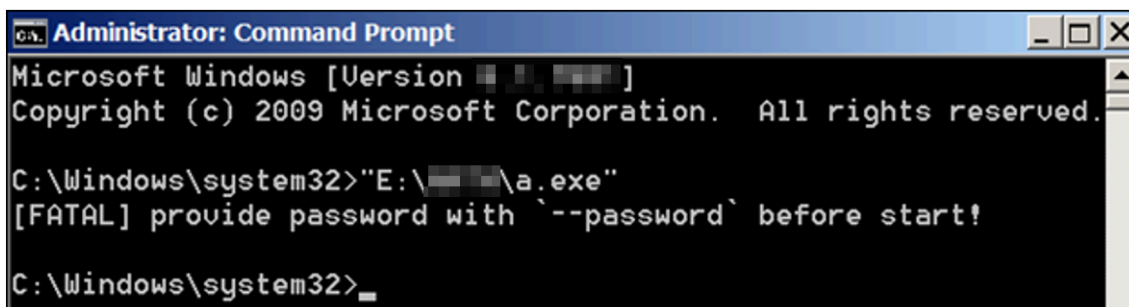 Administrator: Command Prompt
Microsoft Windows [Version ]
Copyright (c) 2009 Microsoft Corporation.  All rights reserved.
C:\Windows\system32>"E:\ \a.exe"
[FATAL] provide password with `--password` before start!
C:\Windows\system32>_